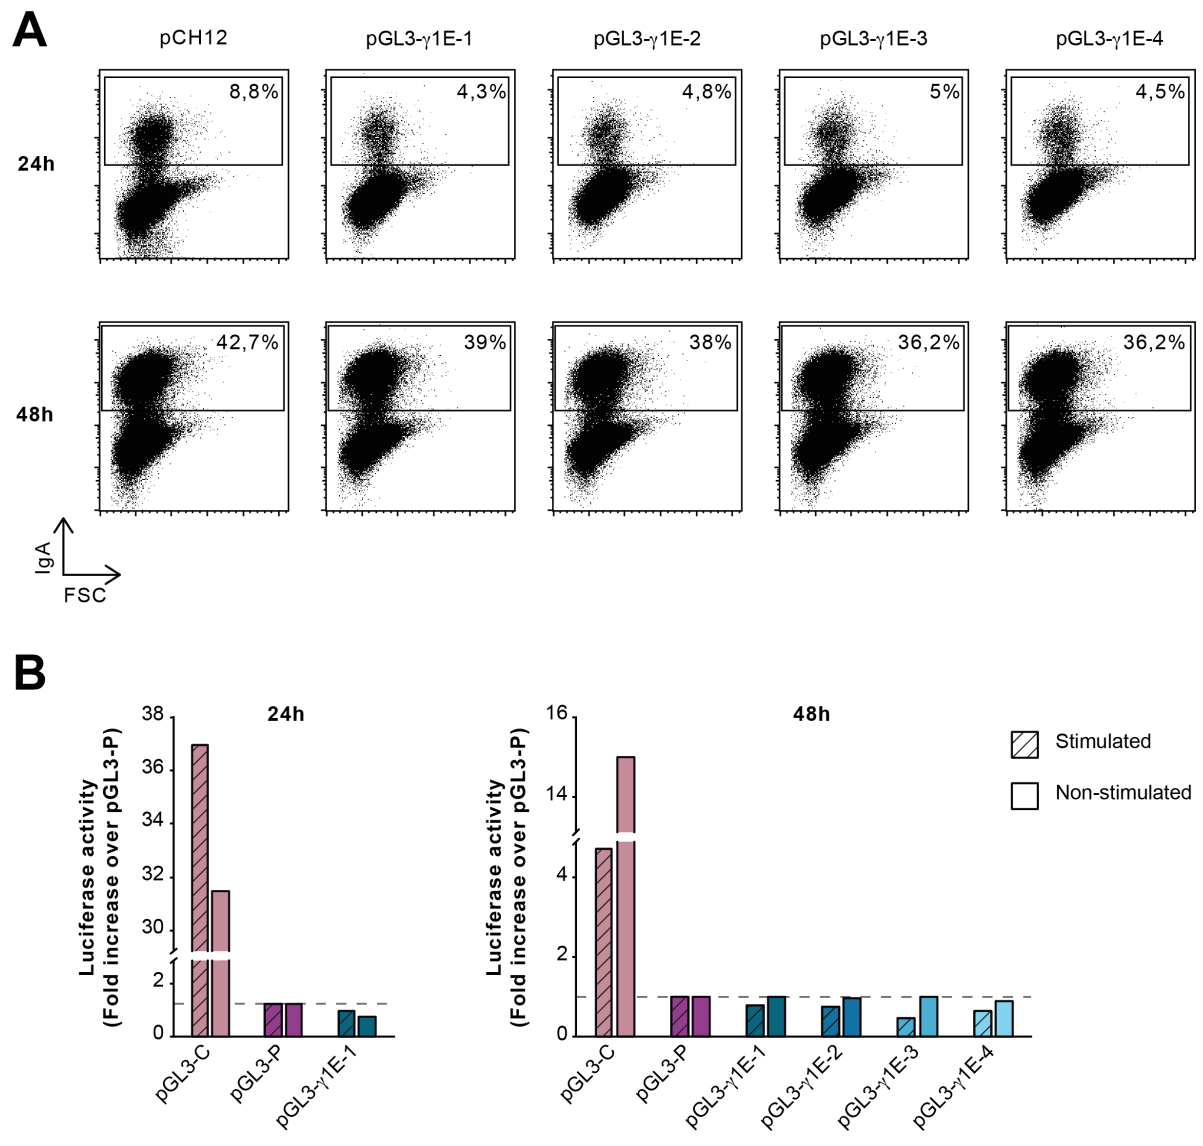 A
pCH12 pGL3-γ1E-1 pGL3-γ1E-2 pGL3-γ1E-3 pGL3-γ1E-4
24h
8,8% 4,3% 4,8% 5% 4,5%
48h
42,7% 39% 38% 36,2% 36,2%
IgA
FSC
B
24h
Luciferase activity
(Fold increase over pGL3-P)
38
36
34
32
30
2
0
pGL3-C pGL3-P pGL3-γ1E-1
48h
Luciferase activity
(Fold increase over pGL3-P)
16
14
4
2
0
pGL3-C pGL3-P pGL3-γ1E-1 pGL3-γ1E-2 pGL3-γ1E-3 pGL3-γ1E-4
Stimulated
Non-stimulated